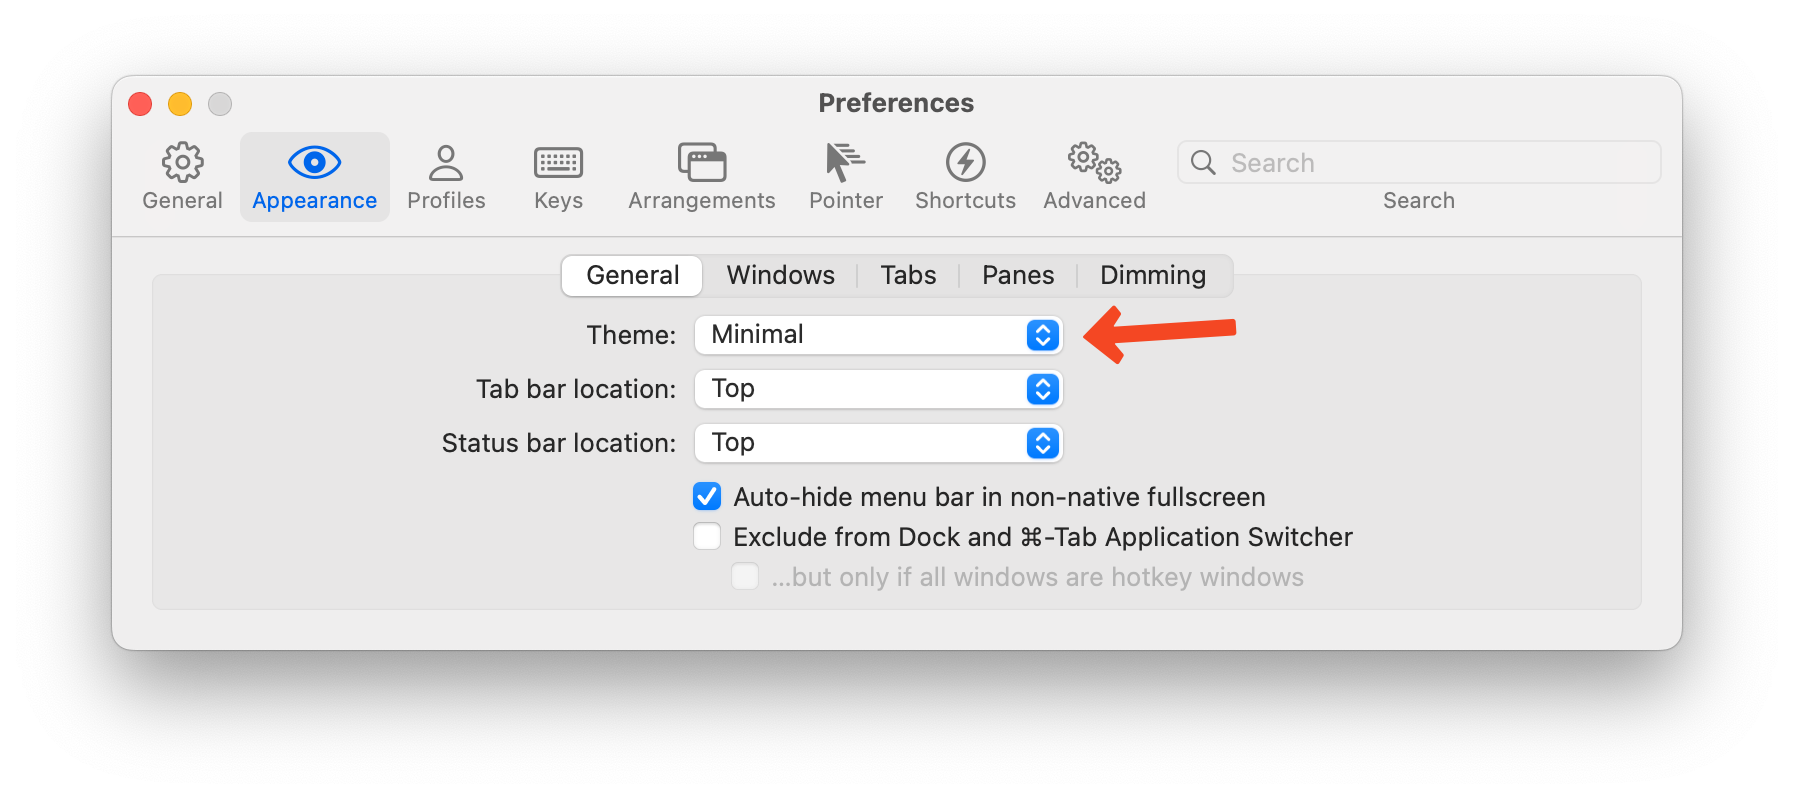 Preferences
General Appearance Profiles Keys Arrangements Pointer Shortcuts Advanced Search
Search
General Windows Tabs Panes Dimming
Theme: Minimal
Tab bar location: Top
Status bar location: Top
Auto-hide menu bar in non-native fullscreen
Exclude from Dock and ⌘-Tab Application Switcher
...but only if all windows are hotkey windows